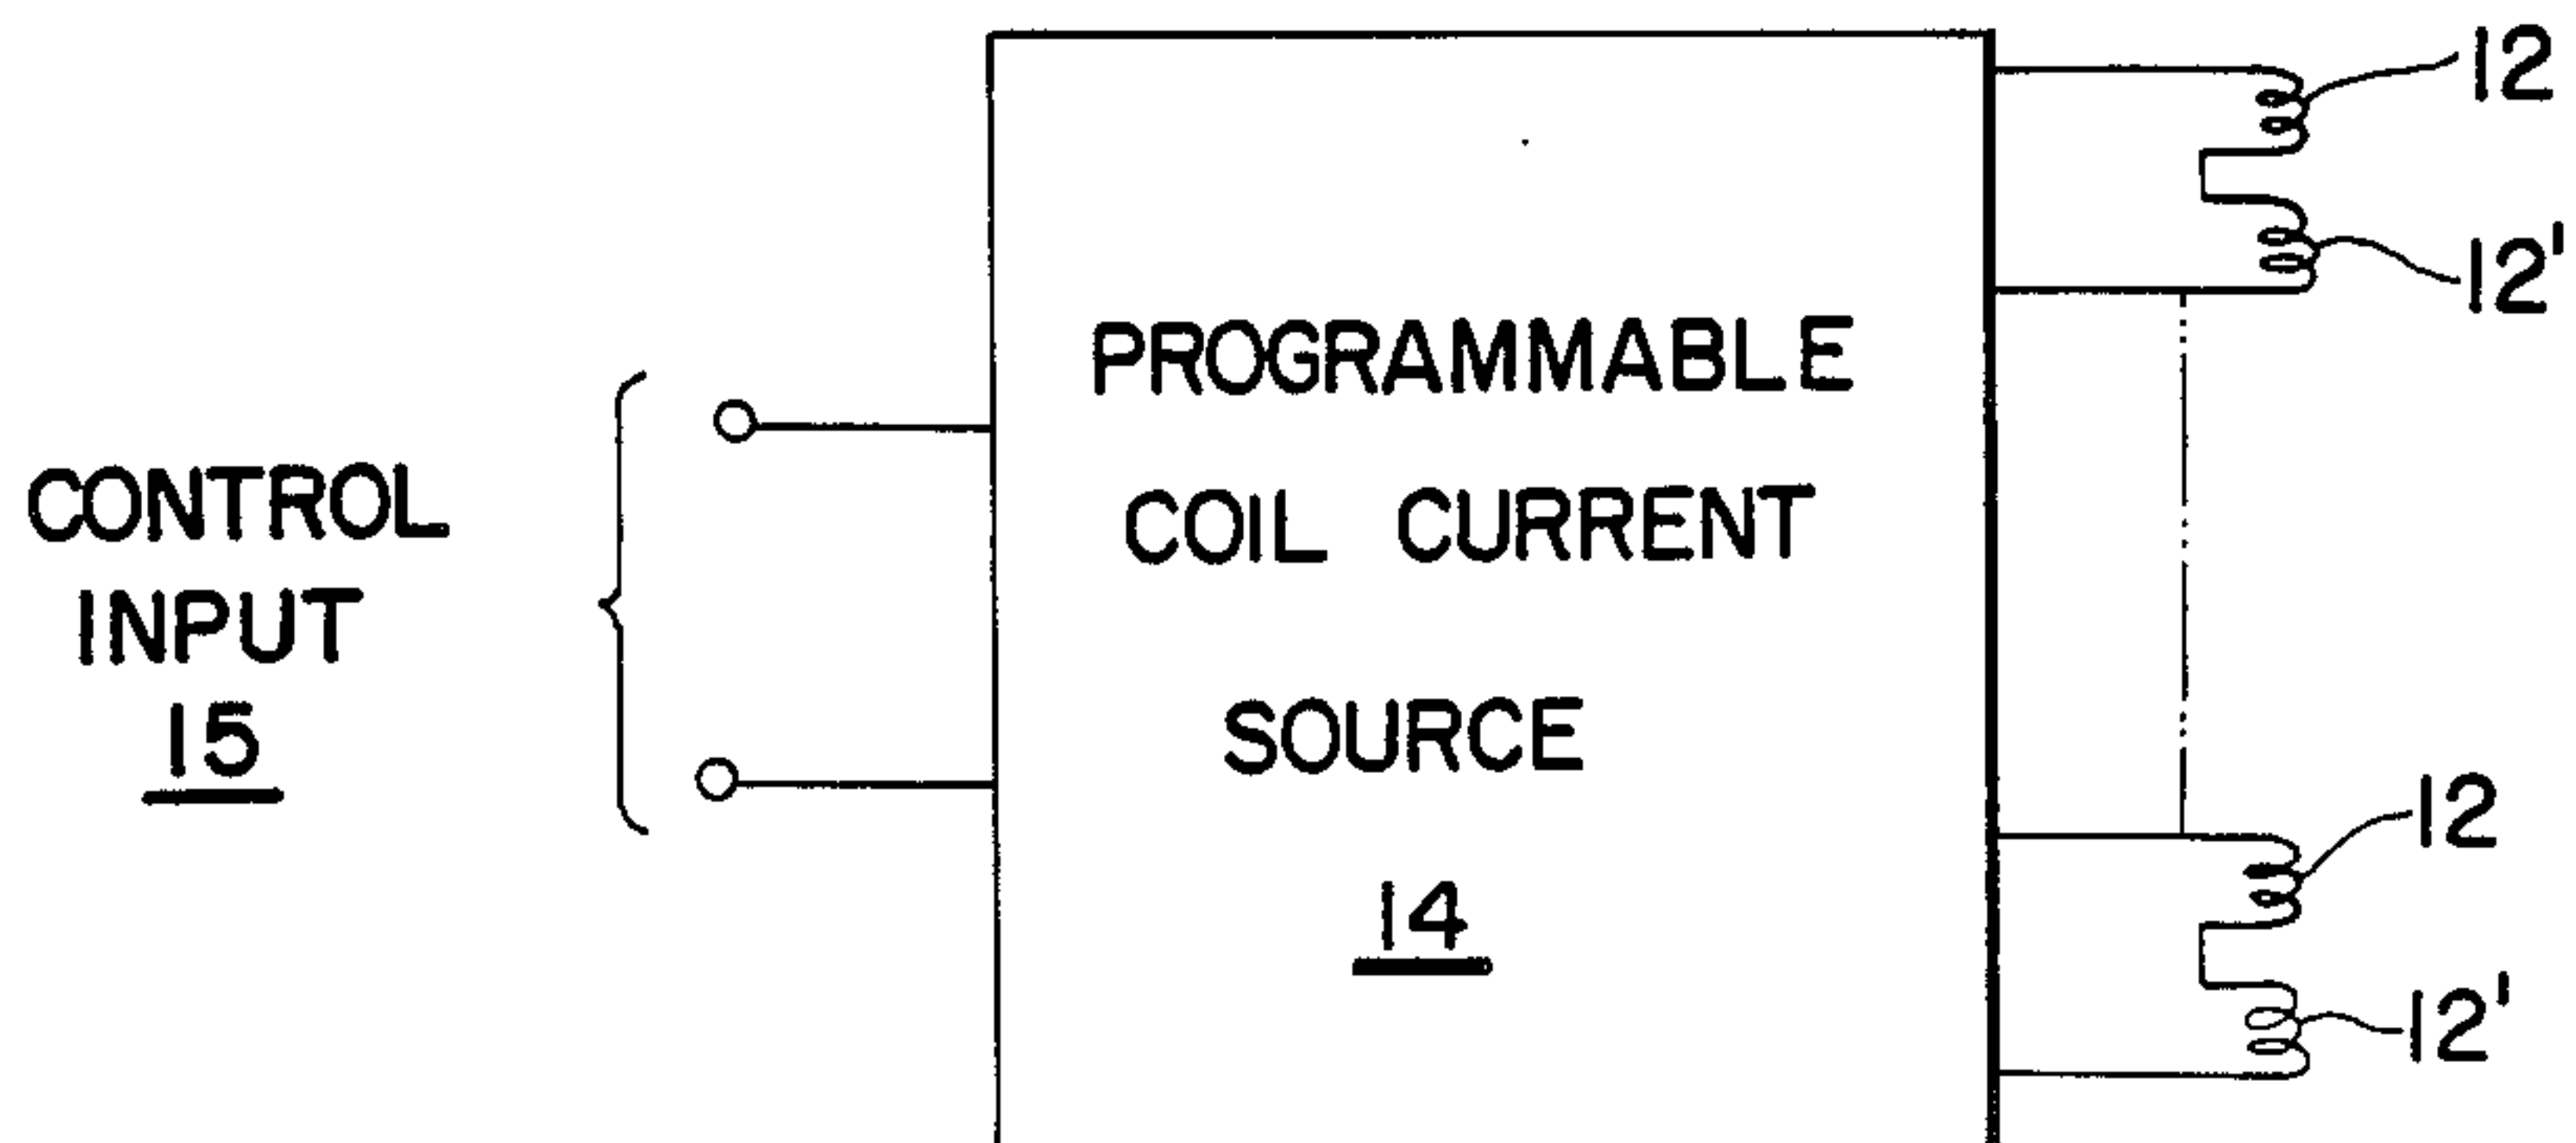 CONTROL
INPUT
15
PROGRAMMABLE
COIL CURRENT
SOURCE
14
12
12'
12
12'